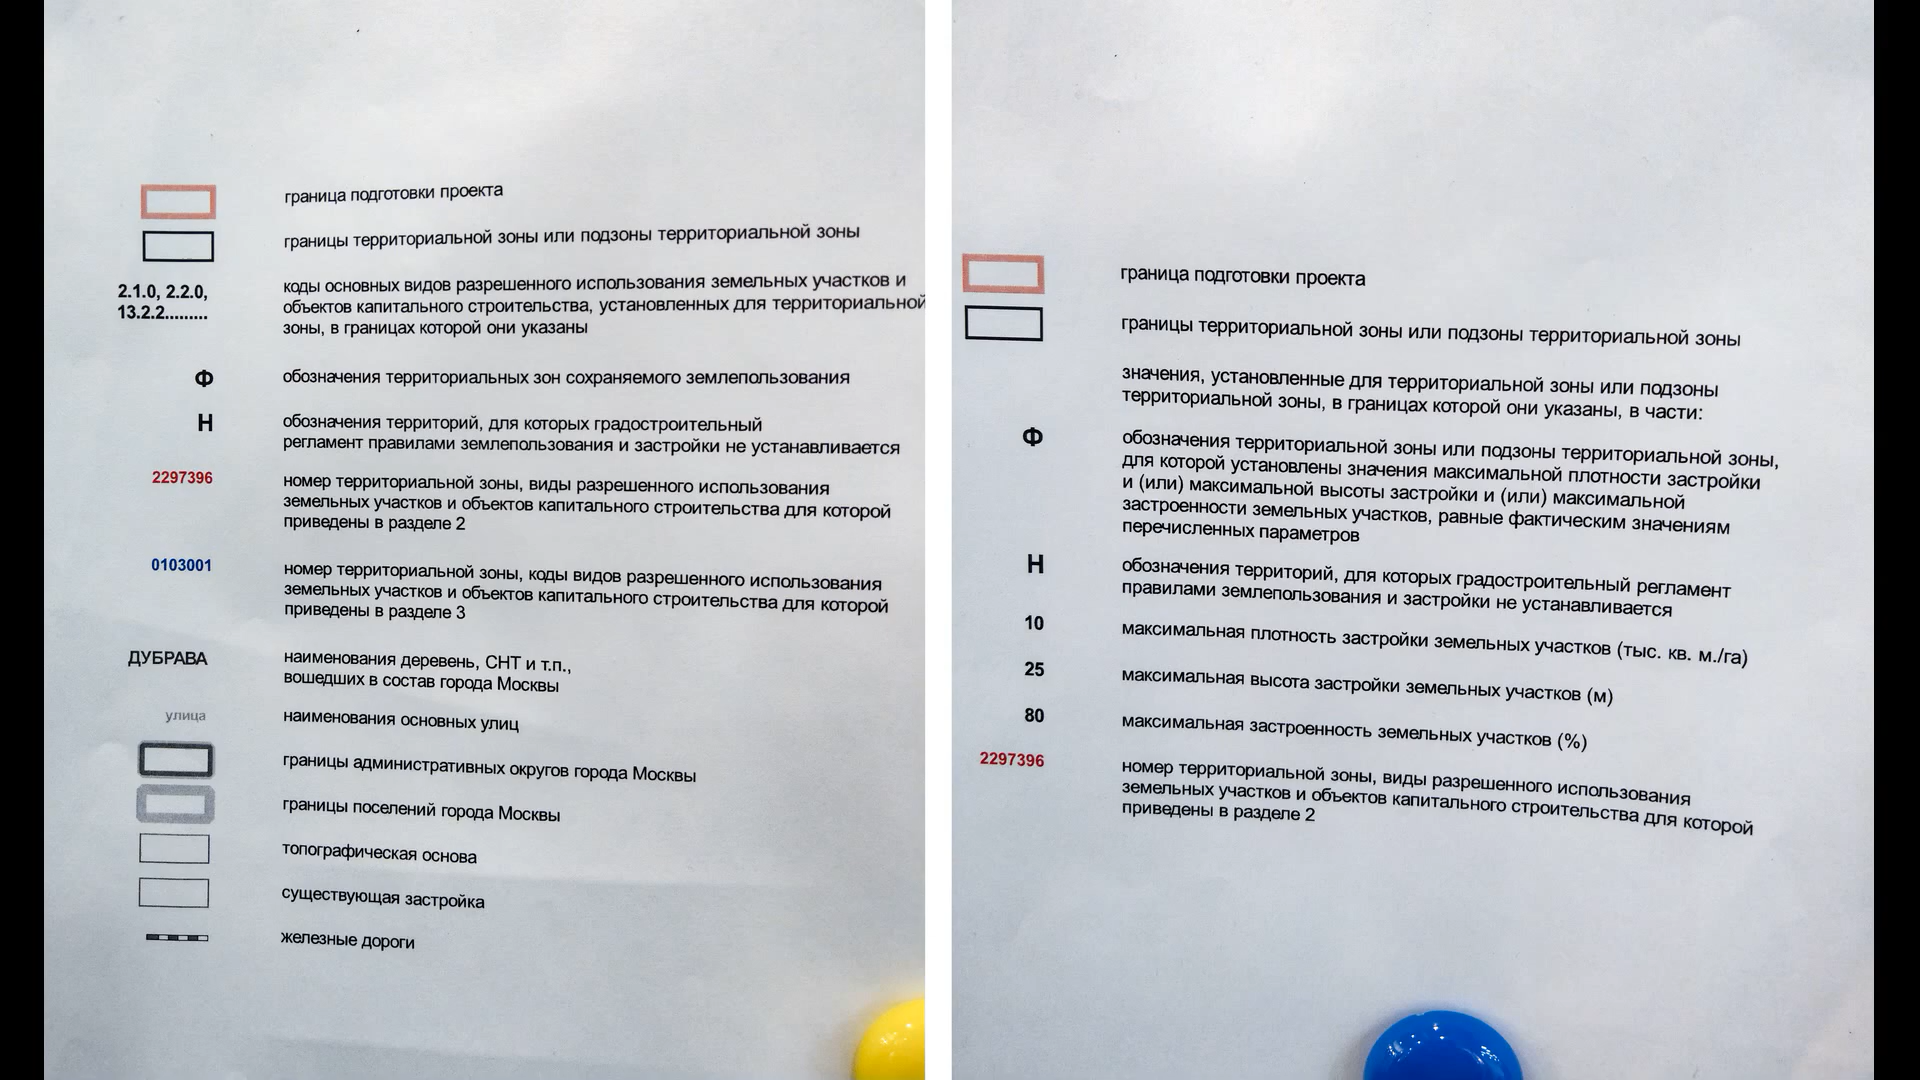 граница подготовки проекта
границы территориальной зоны или подзоны территориальной зоны
2.1.0, 2.2.0,
13.2.2.........
коды основных видов разрешенного использования земельных участков и
объектов капитального строительства, установленных для территориальной
зоны, в границах которой они указаны
Ф
обозначения территориальных зон сохраняемого землепользования
Н
обозначения территорий, для которых градостроительный
регламент правилами землепользования и застройки не устанавливается
2297396
номер территориальной зоны, виды разрешенного использования
земельных участков и объектов капитального строительства для которой
приведены в разделе 2
0103001
номер территориальной зоны, коды видов разрешенного использования
земельных участков и объектов капитального строительства для которой
приведены в разделе 3
ДУБРАВА
наименования деревень, СНТ и т.п.,
вошедших в состав города Москвы
улица
наименования основных улиц
границы административных округов города Москвы
границы поселений города Москвы
топографическая основа
существующая застройка
железные дороги
граница подготовки проекта
границы территориальной зоны или подзоны территориальной зоны
значения, установленные для территориальной зоны или подзоны
территориальной зоны, в границах которой они указаны, в части:
Ф
обозначения территориальной зоны или подзоны территориальной зоны,
для которой установлены значения максимальной плотности застройки
и (или) максимальной высоты застройки и (или) максимальной
застроенности земельных участков, равные фактическим значениям
перечисленных параметров
Н
обозначения территорий, для которых градостроительный регламент
правилами землепользования и застройки не устанавливается
10
максимальная плотность застройки земельных участков (тыс. кв. м./га)
25
максимальная высота застройки земельных участков (м)
80
максимальная застроенность земельных участков (%)
2297396
номер территориальной зоны, виды разрешенного использования
земельных участков и объектов капитального строительства для которой
приведены в разделе 2